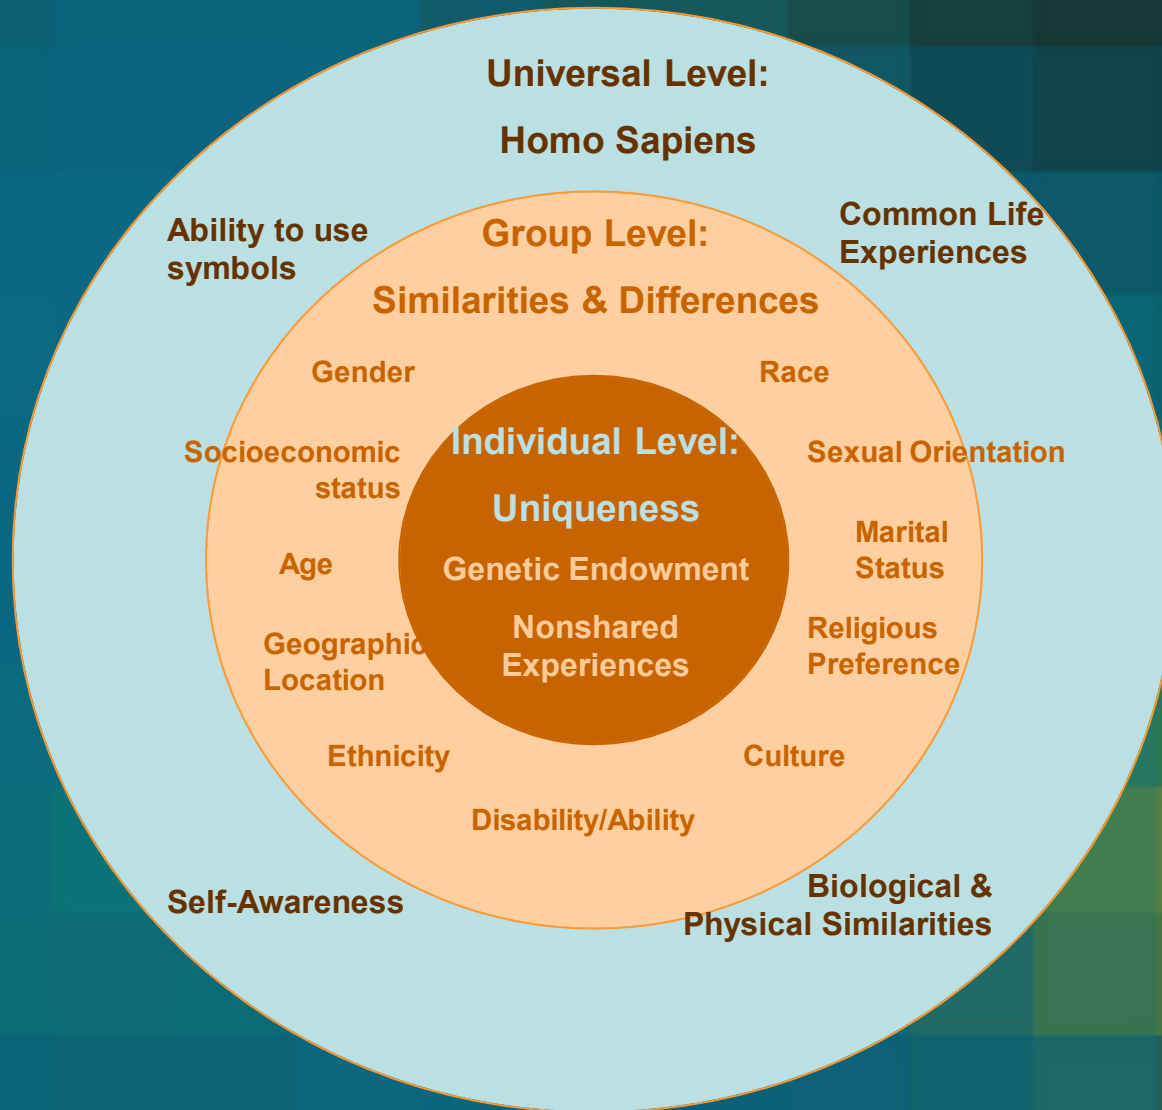 Universal Level:
Homo Sapiens
Ability to use
symbols
Common Life
Experiences
Group Level:
Similarities & Differences
Gender
Race
Socioeconomic
status
Sexual Orientation
Individual Level:
Uniqueness
Genetic Endowment
Nonshared
Experiences
Age
Marital
Status
Geographic
Location
Religious
Preference
Ethnicity
Culture
Disability/Ability
Self-Awareness
Biological &
Physical Similarities